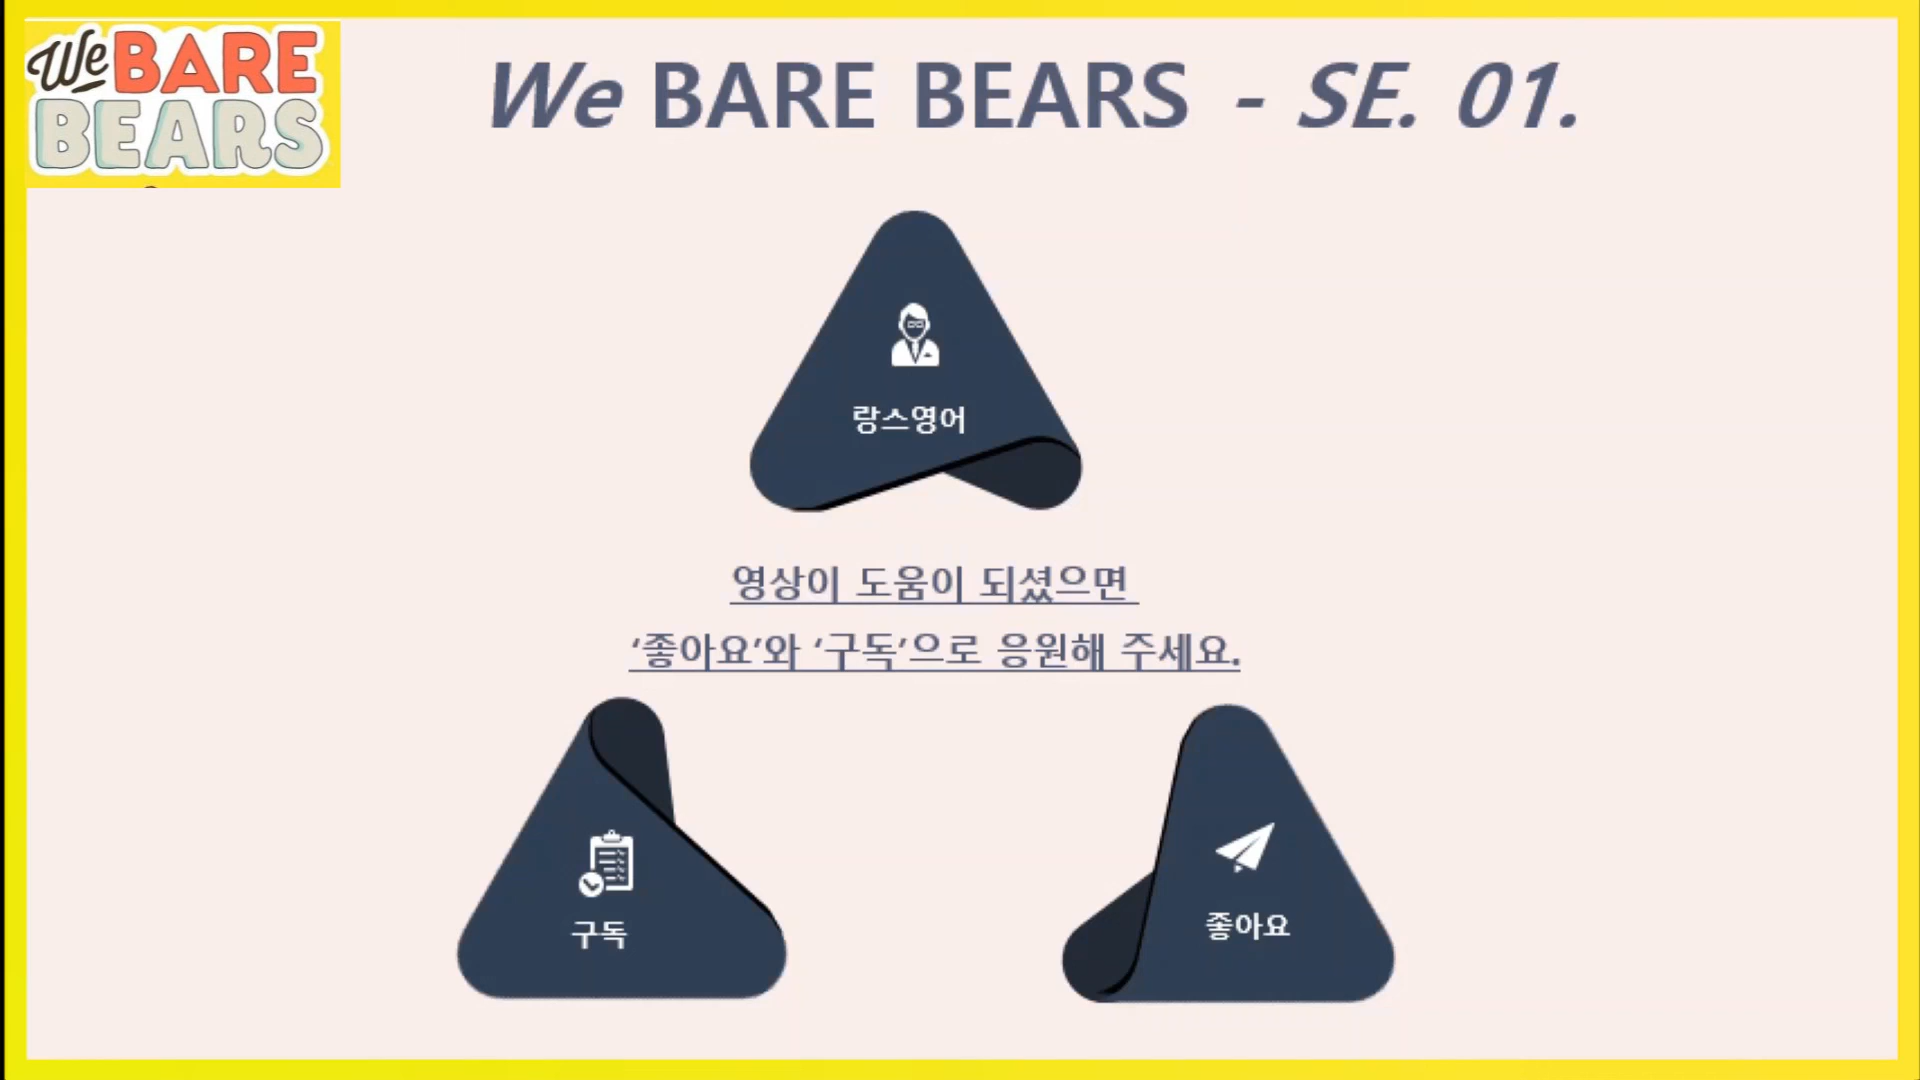 We BARE
BEARS
We BARE BEARS - SE. 01.
랑스영어
영상이 도움이 되셨으면
‘좋아요’와 ‘구독’으로 응원해 주세요.
구독
좋아요